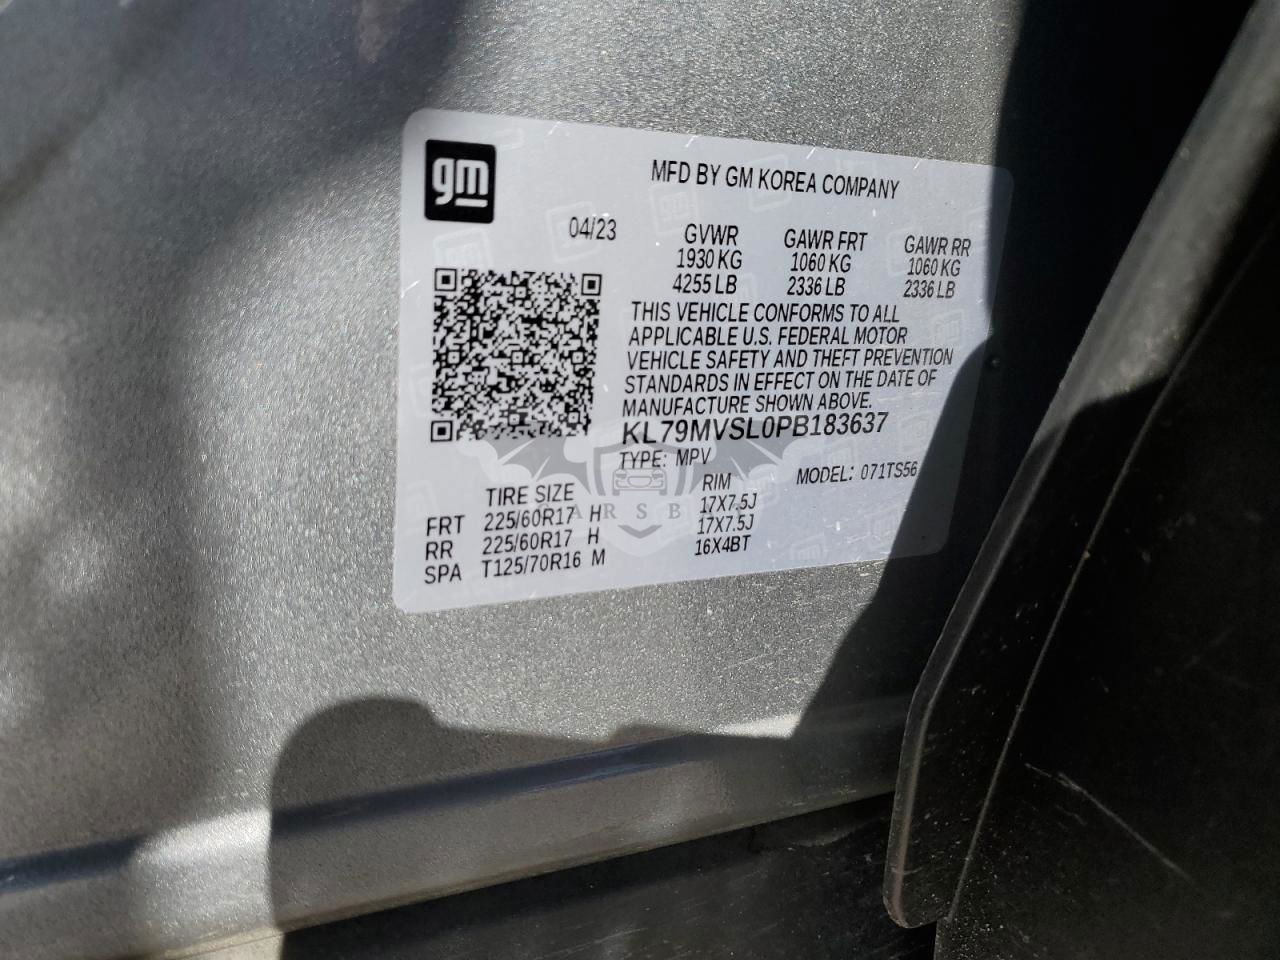 gm
MFD BY GM KOREA COMPANY
04/23
GVWR GAWR FRT GAWR RR
1930 KG 1060 KG 1060 KG
4255 LB 2336 LB 2336 LB
THIS VEHICLE CONFORMS TO ALL
APPLICABLE U.S. FEDERAL MOTOR
VEHICLE SAFETY AND THEFT PREVENTION
STANDARDS IN EFFECT ON THE DATE OF
MANUFACTURE SHOWN ABOVE.
KL79MVSL0PB183637
TYPE: MPV MODEL: 071TS56
TIRE SIZE RIM
FRT 225/60R17 H 17X7.5J
RR 225/60R17 H 17X7.5J
SPA T125/70R16 M 16X4BT